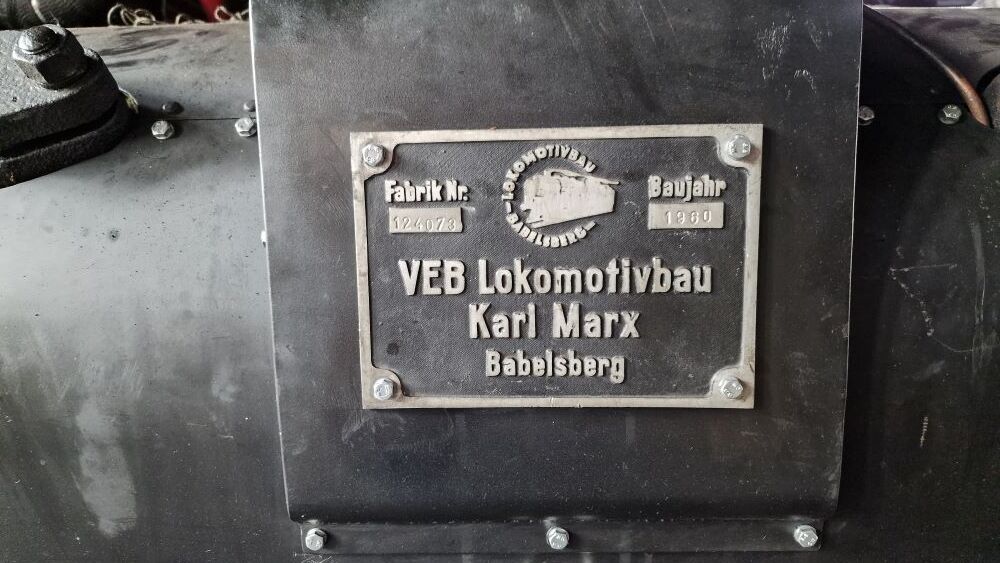 LOKOMOTIVBAU
Fabrik Nr.
Baujahr
124073
1960
BABELSBERG
VEB Lokomotivbau
Karl Marx
Babelsberg